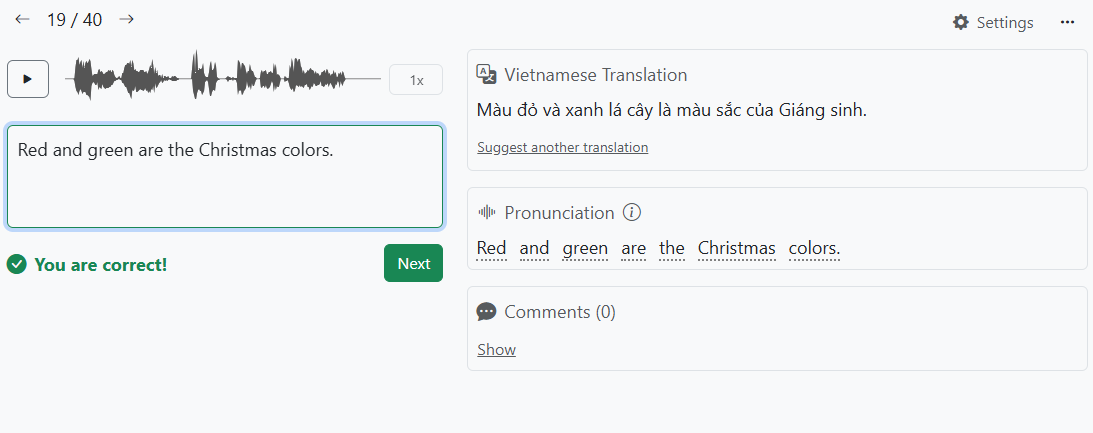 19 / 40
Settings
1x
Red and green are the Christmas colors.
You are correct!
Next
Vietnamese Translation
Màu đỏ và xanh lá cây là màu sắc của Giáng sinh.
Suggest another translation
Pronunciation
Red and green are the Christmas colors.
Comments (0)
Show